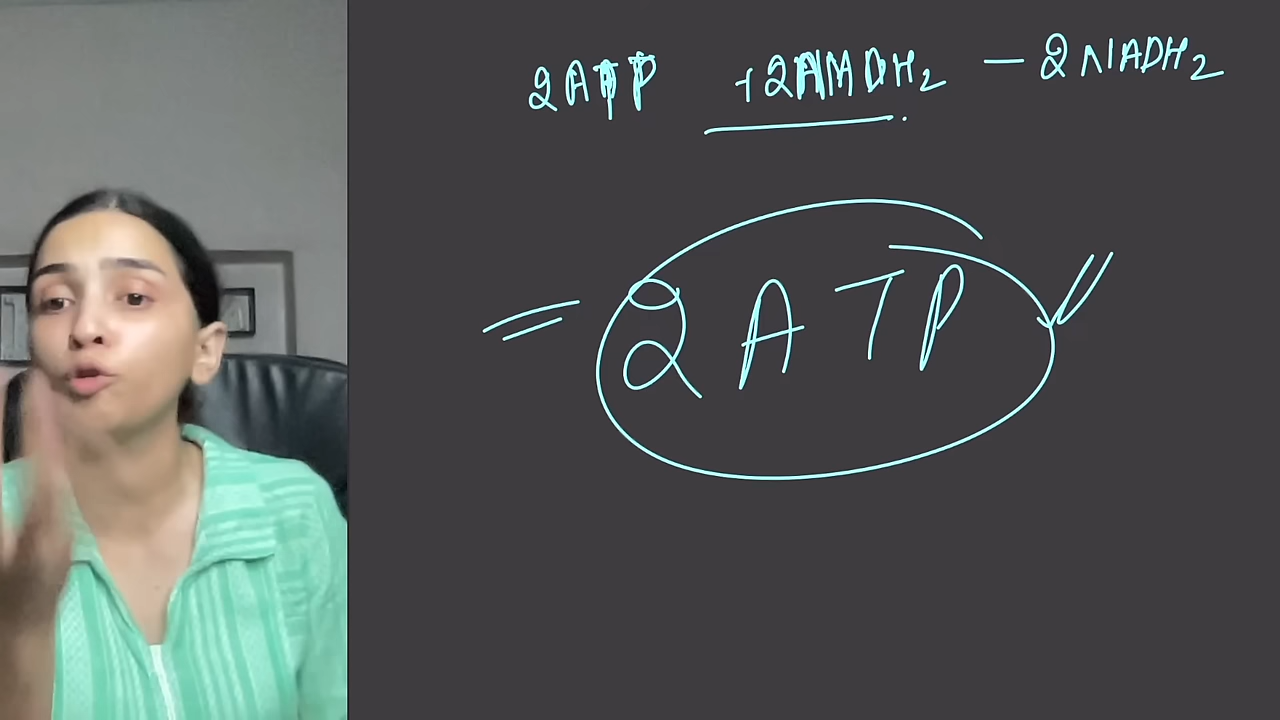 2ATP +2NADH2 — 2NADH2
= 2ATP